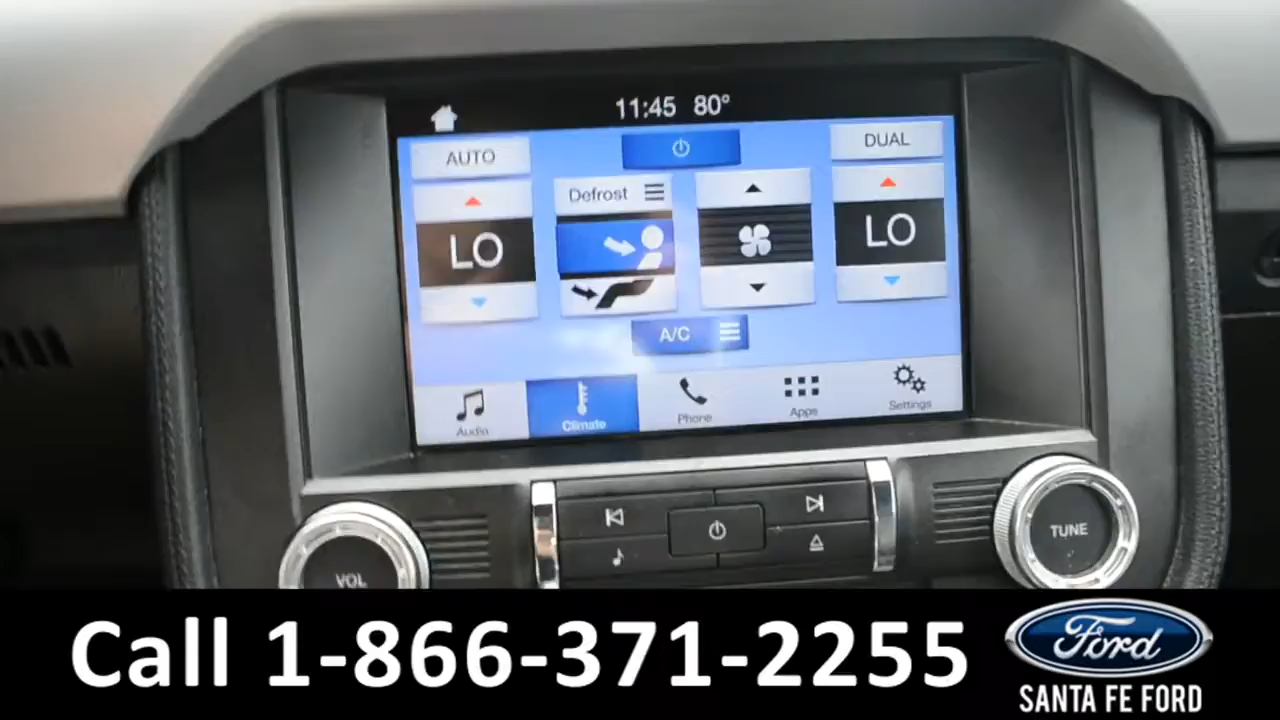 11:45 80°
AUTO
DUAL
Defrost
LO
LO
A/C
Audio
Climate
Phone
Apps
Settings
VOL
TUNE
Call 1-866-371-2255
Ford
SANTA FE FORD